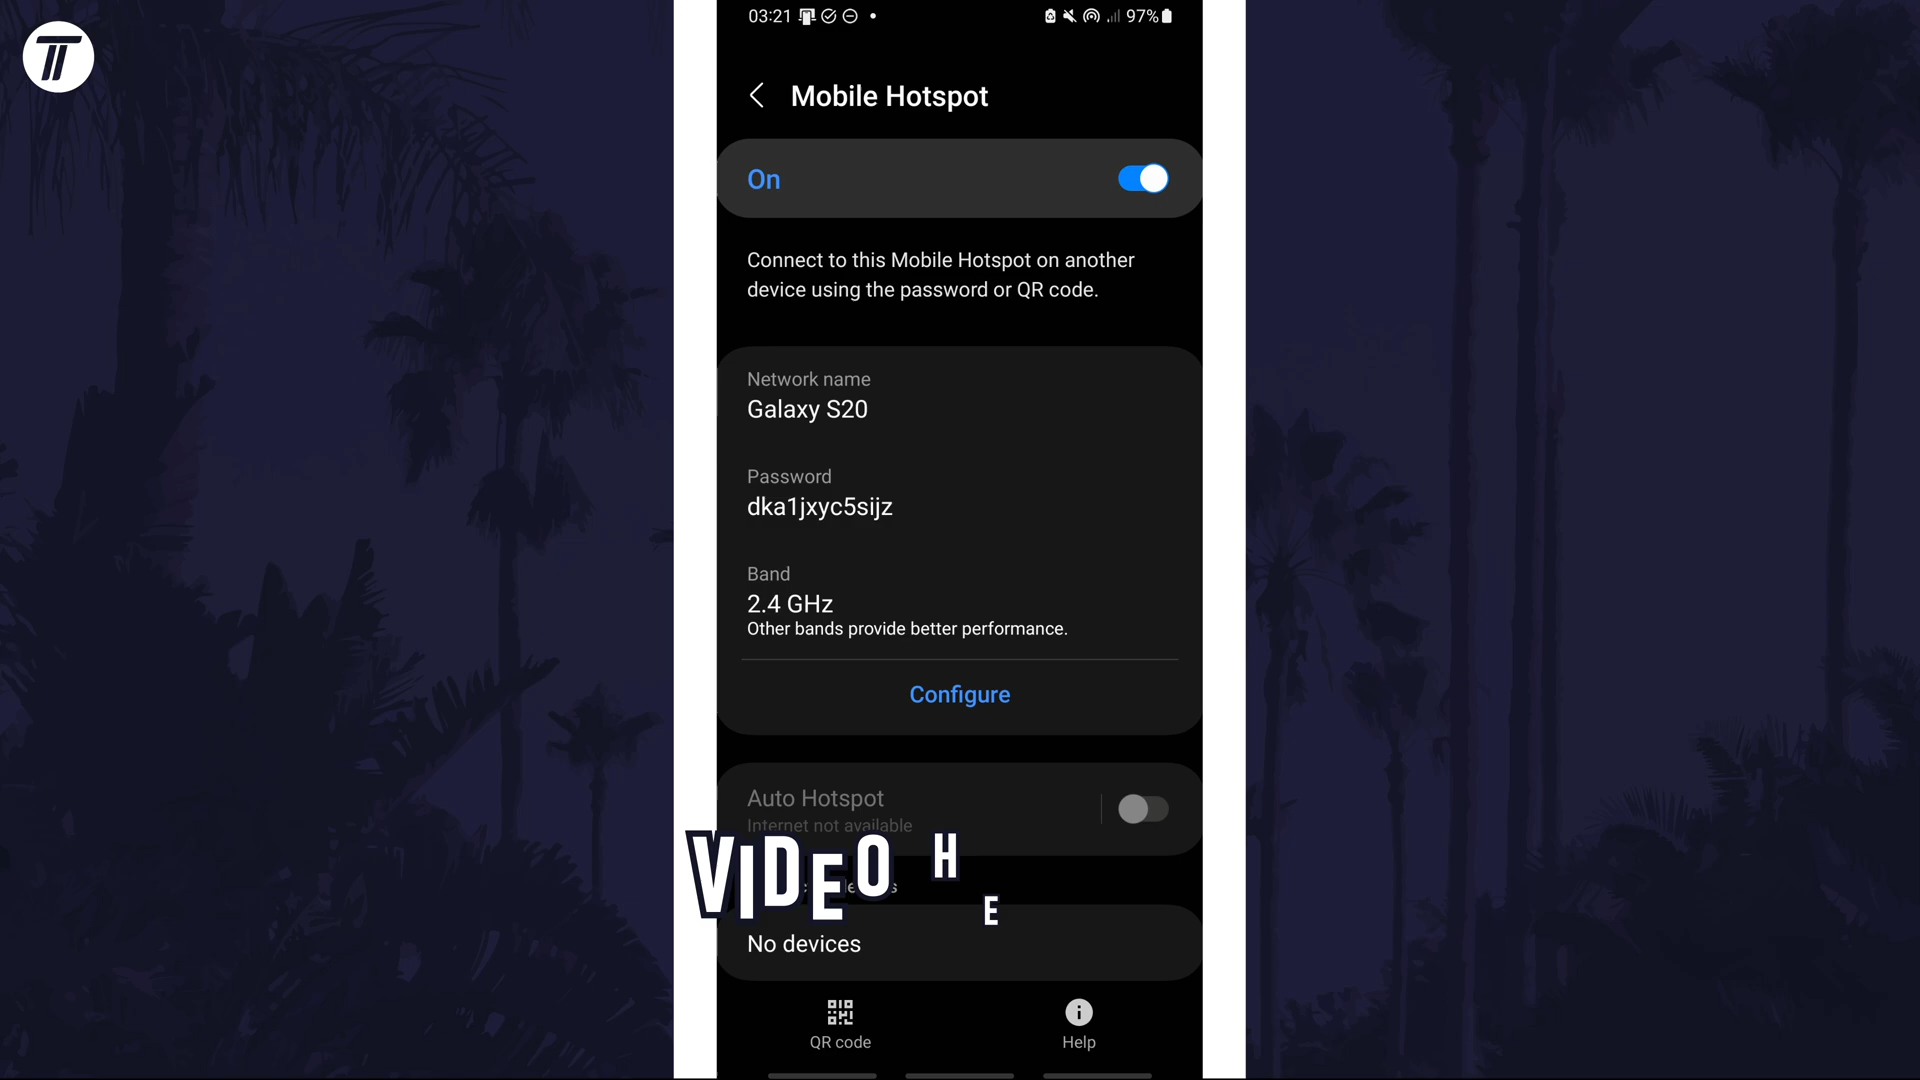 03:21
97%
Mobile Hotspot
On
Connect to this Mobile Hotspot on another
device using the password or QR code.
Network name
Galaxy S20
Password
dka1jxyc5sijz
Band
2.4 GHz
Other bands provide better performance.
Configure
Auto Hotspot
Internet not available
VIDEO HE
No devices
QR code
Help